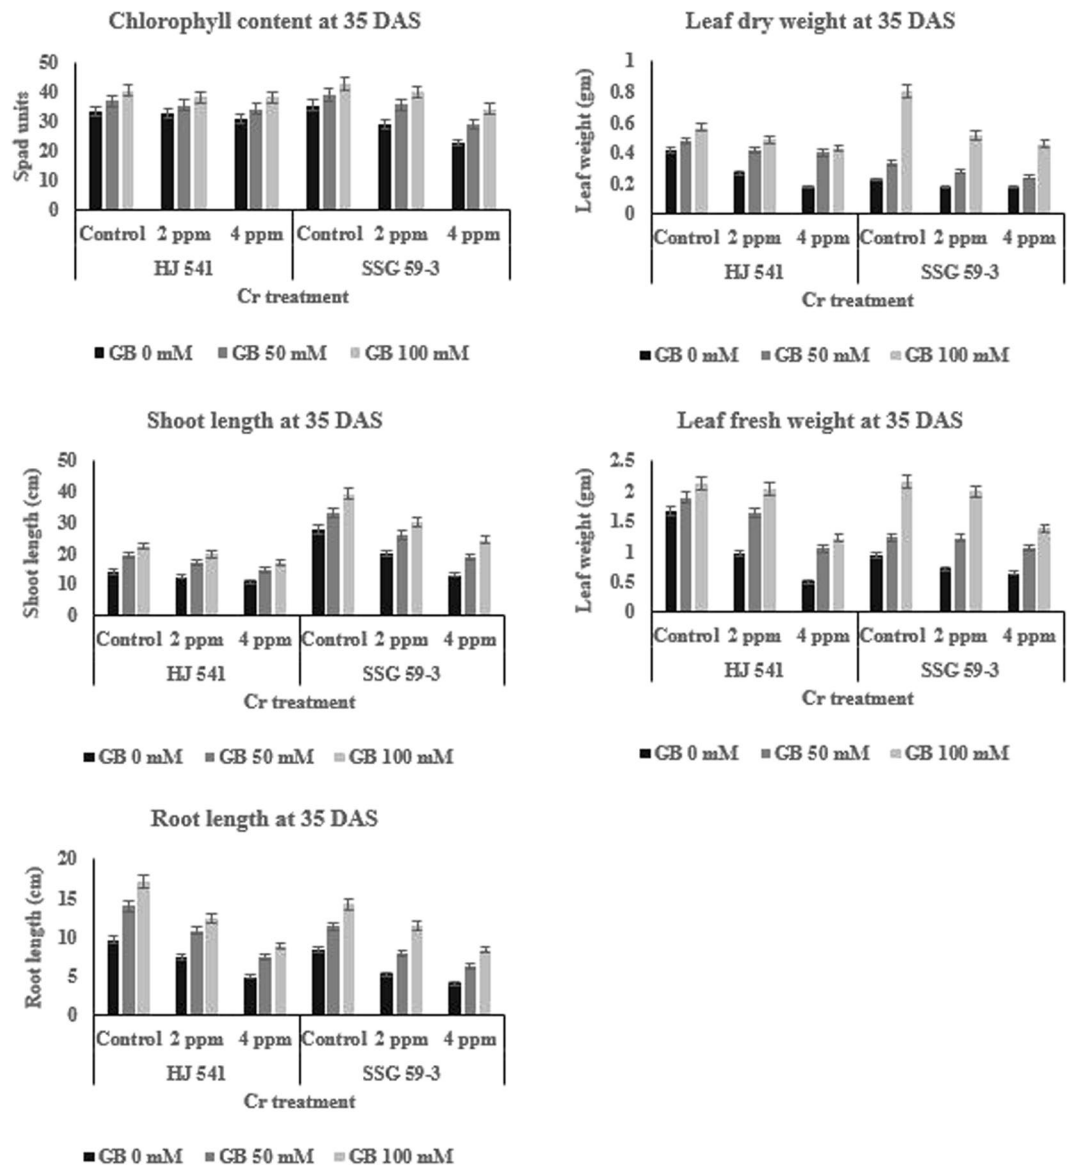 Chlorophyll content at 35 DAS
Spad units
50
40
30
20
10
0
Control 2 ppm 4 ppm Control 2 ppm 4 ppm
HJ 541 SSG 59-3
Cr treatment
GB 0 mM GB 50 mM GB 100 mM
Leaf dry weight at 35 DAS
Leaf weight (gm)
1
0.8
0.6
0.4
0.2
0
Control 2 ppm 4 ppm Control 2 ppm 4 ppm
HJ 541 SSG 59-3
Cr treatment
GB 0 mM GB 50 mM GB 100 mM
Shoot length at 35 DAS
Shoot length (cm)
50
40
30
20
10
0
Control 2 ppm 4 ppm Control 2 ppm 4 ppm
HJ 541 SSG 59-3
Cr treatment
GB 0 mM GB 50 mM GB 100 mM
Leaf fresh weight at 35 DAS
Leaf weight (gm)
2.5
2
1.5
1
0.5
0
Control 2 ppm 4 ppm Control 2 ppm 4 ppm
HJ 541 SSG 59-3
Cr treatment
GB 0 mM GB 50 mM GB 100 mM
Root length at 35 DAS
Root length (cm)
20
15
10
5
0
Control 2 ppm 4 ppm Control 2 ppm 4 ppm
HJ 541 SSG 59-3
Cr treatment
GB 0 mM GB 50 mM GB 100 mM